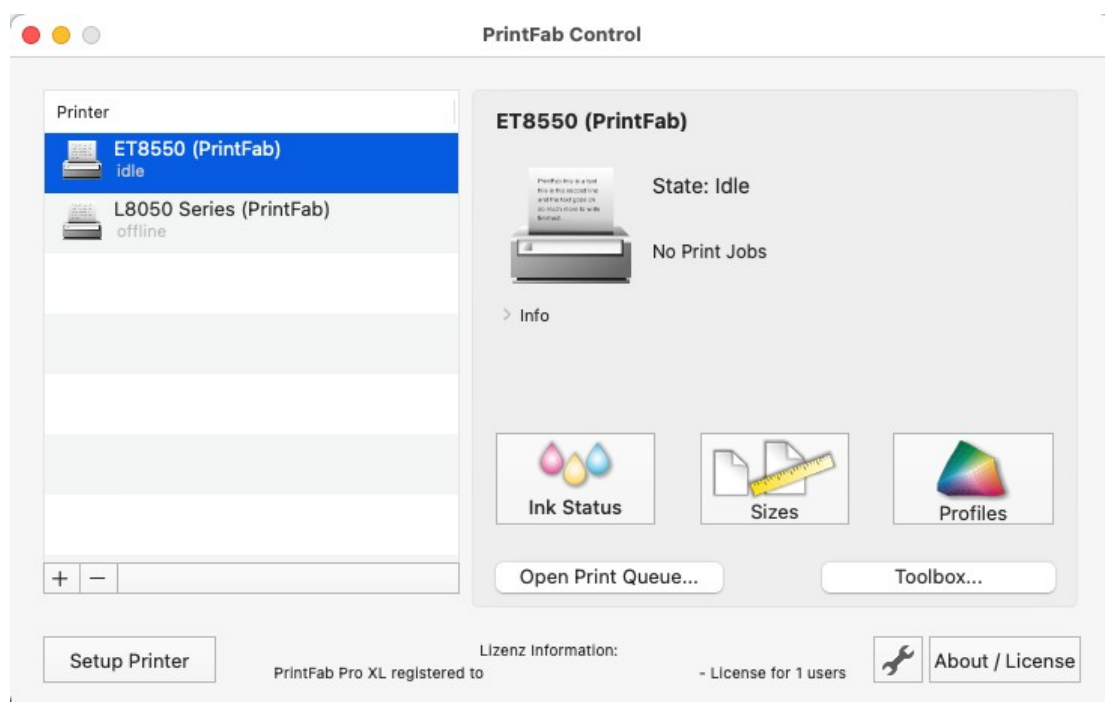 PrintFab Control
Printer
ET8550 (PrintFab)
idle
L8050 Series (PrintFab)
offline
ET8550 (PrintFab)
State: Idle
No Print Jobs
Info
Ink Status
Sizes
Profiles
+ −
Open Print Queue...
Toolbox...
Setup Printer
Lizenz Information:
PrintFab Pro XL registered to - License for 1 users
About / License